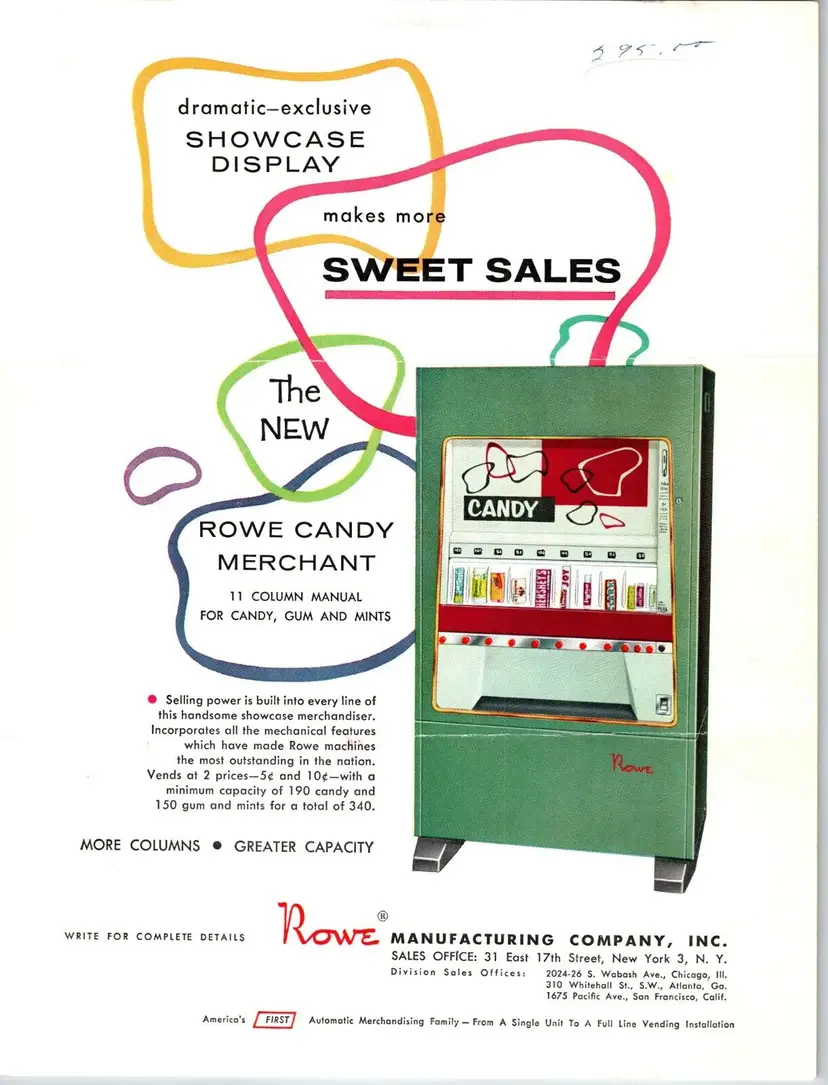 295.00
dramatic—exclusive
SHOWCASE
DISPLAY
makes more
SWEET SALES
The
NEW
ROWE CANDY
MERCHANT
11 COLUMN MANUAL
FOR CANDY, GUM AND MINTS
CANDY
HERSHEY'S
JOY
• Selling power is built into every line of
this handsome showcase merchandiser.
Incorporates all the mechanical features
which have made Rowe machines
the most outstanding in the nation.
Vends at 2 prices—5¢ and 10¢—with a
minimum capacity of 190 candy and
150 gum and mints for a total of 340.
Rowe
MORE COLUMNS • GREATER CAPACITY
WRITE FOR COMPLETE DETAILS
Rowe® MANUFACTURING COMPANY, INC.
SALES OFFICE: 31 East 17th Street, New York 3, N. Y.
Division Sales Offices: 2024-26 S. Wabash Ave., Chicago, Ill.
310 Whitehall St., S.W., Atlanta, Ga.
1675 Pacific Ave., San Francisco, Calif.
America's FIRST Automatic Merchandising Family — From A Single Unit To A Full Line Vending Installation